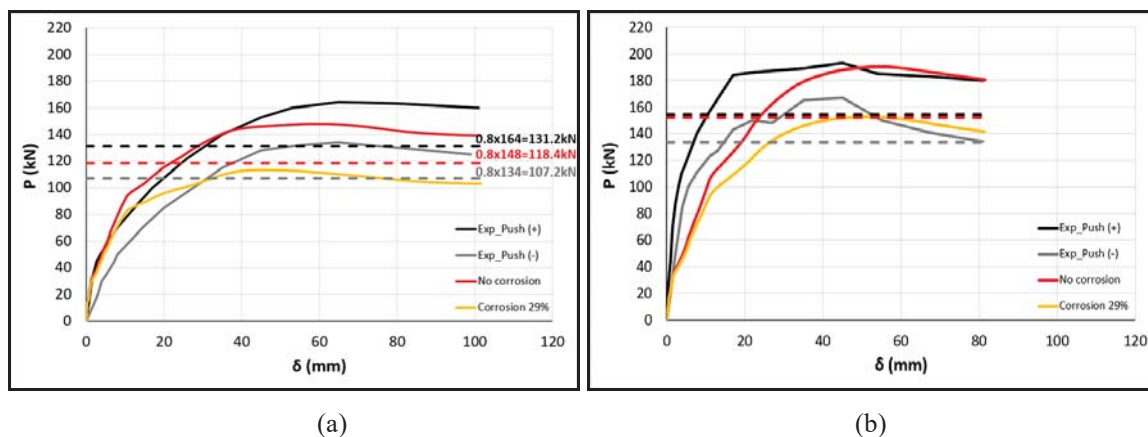 220
200
180
160
140
120
100
80
60
40
20
0
P (kN)
0.8x164=131.2kN
0.8x148=118.4kN
0.8x134=107.2kN
Exp_Push (+)
Exp_Push (-)
No corrosion
Corrosion 29%
0 20 40 60 80 100 120
δ (mm)
(a)
220
200
180
160
140
120
100
80
60
40
20
0
P (kN)
Exp_Push (+)
Exp_Push (-)
No corrosion
Corrosion 29%
0 20 40 60 80 100 120
δ (mm)
(b)